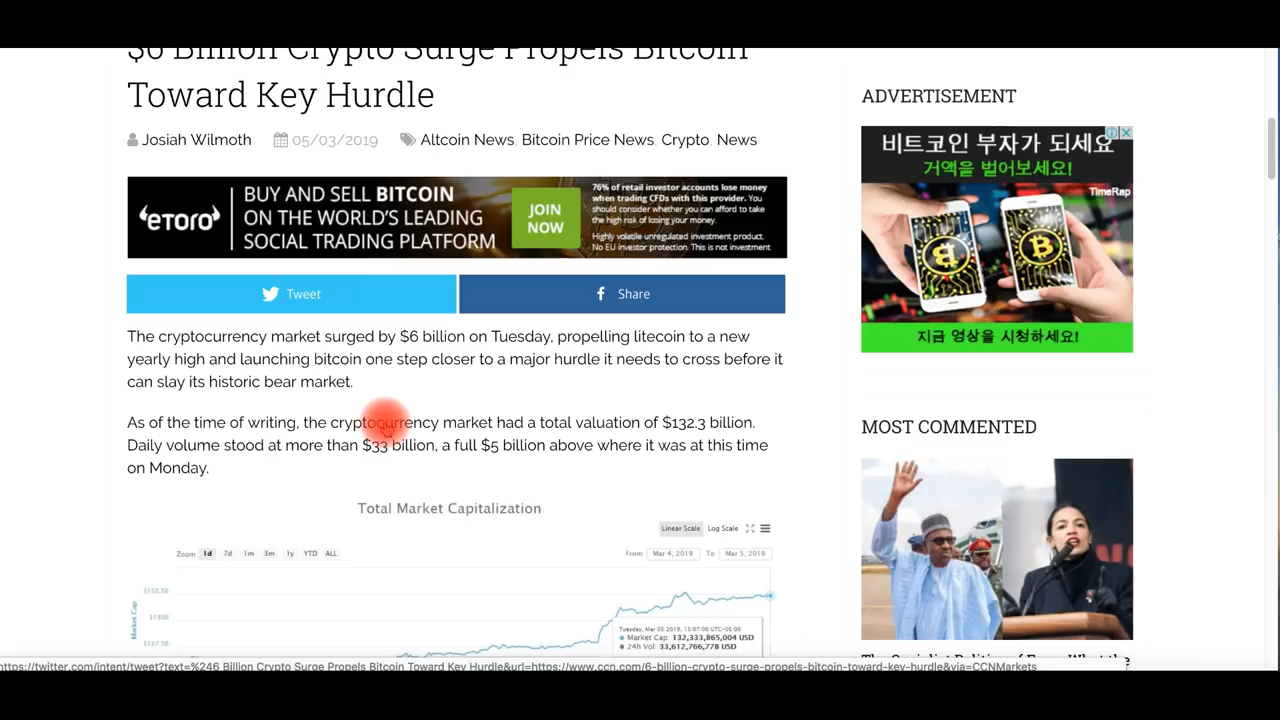 $6 Billion Crypto Surge Propels Bitcoin
Toward Key Hurdle
Josiah Wilmoth 05/03/2019 Altcoin News, Bitcoin Price News, Crypto, News
etoro
BUY AND SELL BITCOIN
ON THE WORLD'S LEADING
SOCIAL TRADING PLATFORM
JOIN
NOW
76% of retail investor accounts lose money
when trading CFDs with this provider. You
should consider whether you can afford to take
the high risk of losing your money.
Highly volatile unregulated investment product.
No EU investor protection. This is not investment
Tweet
Share
The cryptocurrency market surged by $6 billion on Tuesday, propelling litecoin to a new
yearly high and launching bitcoin one step closer to a major hurdle it needs to cross before it
can slay its historic bear market.
As of the time of writing, the cryptocurrency market had a total valuation of $132.3 billion.
Daily volume stood at more than $33 billion, a full $5 billion above where it was at this time
on Monday.
Total Market Capitalization
Linear Scale Log Scale
Zoom 1d 7d 1m 3m 1y YTD ALL From Mar 4, 2019 To Mar 5, 2019
Market Cap
$132.5B
$130B
$127.5B
Tuesday, Mar 05 2019, 15:07:00 UTC-05:00
Market Cap: 132,333,865,004 USD
24h Vol: 33,612,766,778 USD
ADVERTISEMENT
비트코인 부자가 되세요
거액을 벌어보세요!
TimeRap
지금 영상을 시청하세요!
MOST COMMENTED
https://twitter.com/intent/tweet?text=%246 Billion Crypto Surge Propels Bitcoin Toward Key Hurdle&url=https://www.ccn.com/6-billion-crypto-surge-propels-bitcoin-toward-key-hurdle&via=CCNMarkets